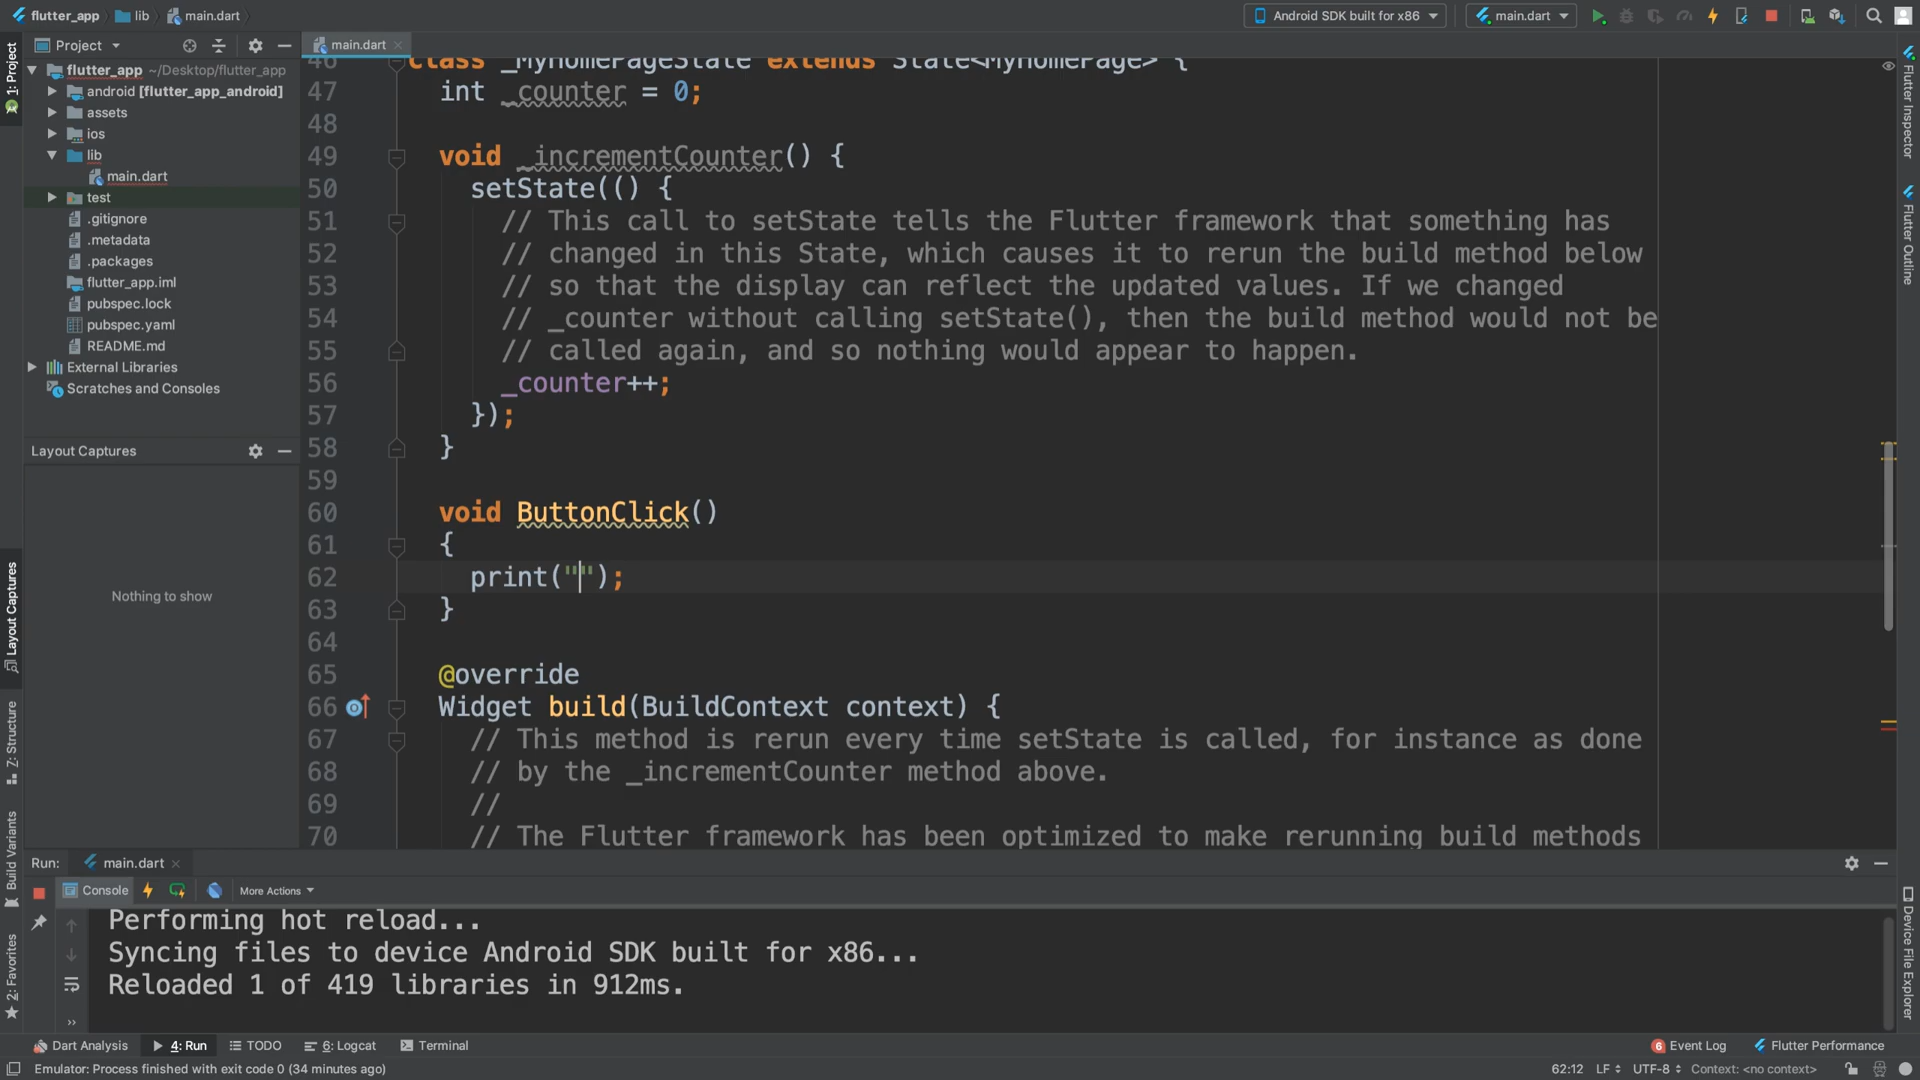 flutter_app
lib
main.dart
Android SDK built for x86
main.dart
Project
main.dart
flutter_app ~/Desktop/flutter_app
android [flutter_app_android]
assets
ios
lib
main.dart
test
.gitignore
.metadata
.packages
flutter_app.iml
pubspec.lock
pubspec.yaml
README.md
External Libraries
Scratches and Consoles
Layout Captures
Nothing to show
1: Project
Layout Captures
Z: Structure
Build Variants
2: Favorites
46 class _MyHomePageState extends State<MyHomePage> {
47 int _counter = 0;
48
49 void _incrementCounter() {
50 setState(() {
51 // This call to setState tells the Flutter framework that something has
52 // changed in this State, which causes it to rerun the build method below
53 // so that the display can reflect the updated values. If we changed
54 // _counter without calling setState(), then the build method would not be
55 // called again, and so nothing would appear to happen.
56 _counter++;
57 });
58 }
59
60 void ButtonClick()
61 {
62 print("");
63 }
64
65 @override
66 Widget build(BuildContext context) {
67 // This method is rerun every time setState is called, for instance as done
68 // by the _incrementCounter method above.
69 //
70 // The Flutter framework has been optimized to make rerunning build methods
Flutter Inspector
Flutter Outline
Device File Explorer
Run: main.dart
Console
More Actions
Performing hot reload...
Syncing files to device Android SDK built for x86...
Reloaded 1 of 419 libraries in 912ms.
Dart Analysis
4: Run
TODO
6: Logcat
Terminal
6 Event Log
Flutter Performance
Emulator: Process finished with exit code 0 (34 minutes ago)
62:12 LF UTF-8 Context: <no context>